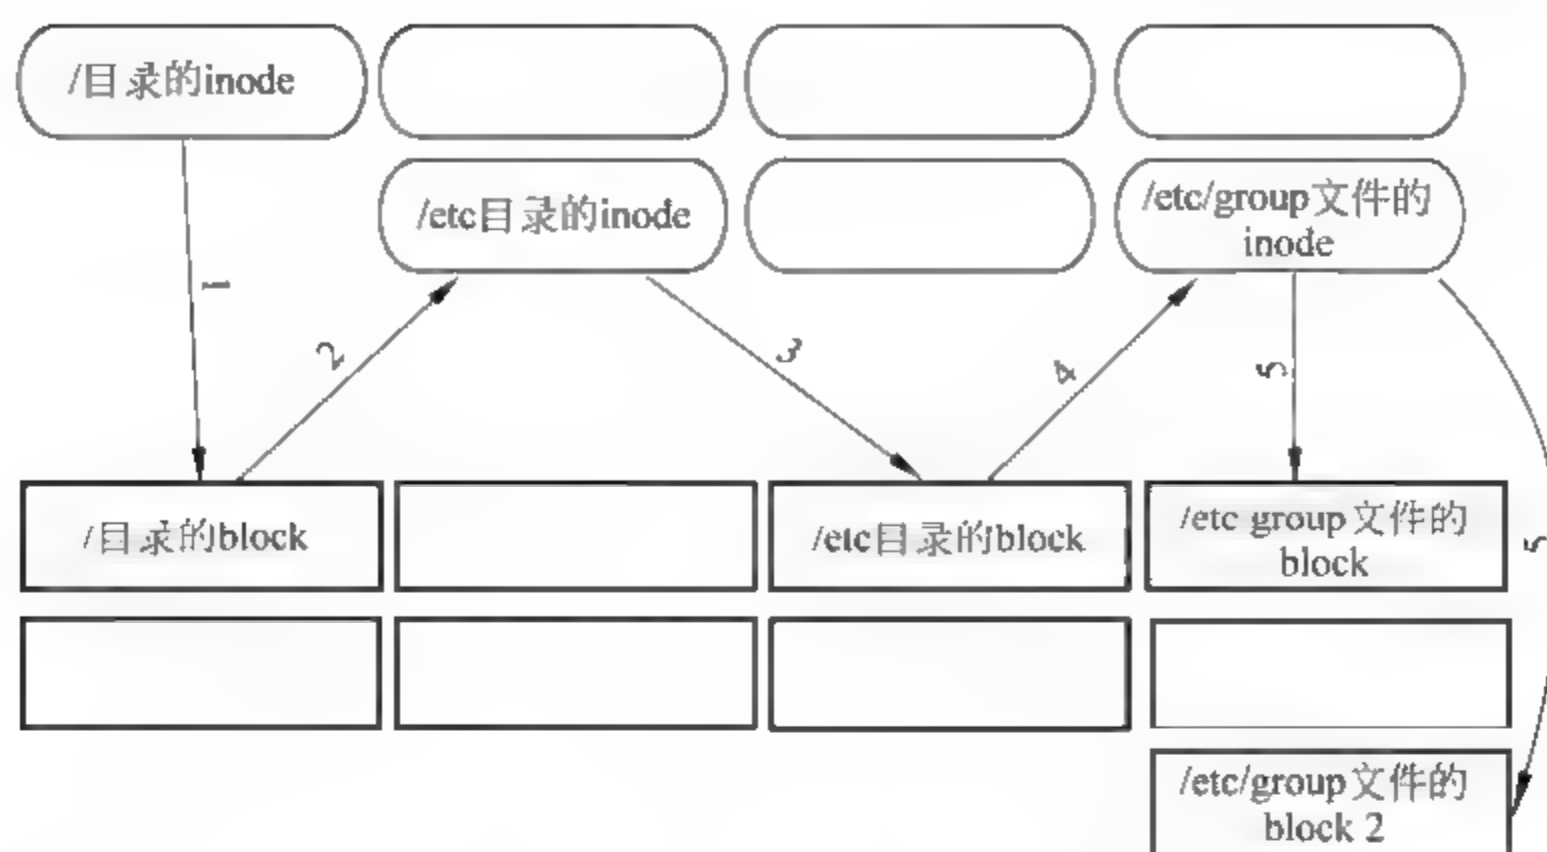 /目录的inode
/etc目录的inode
/etc/group文件的
inode
1
2
3
4
5
5
/目录的block
/etc目录的block
/etc group文件的
block
/etc/group文件的
block 2